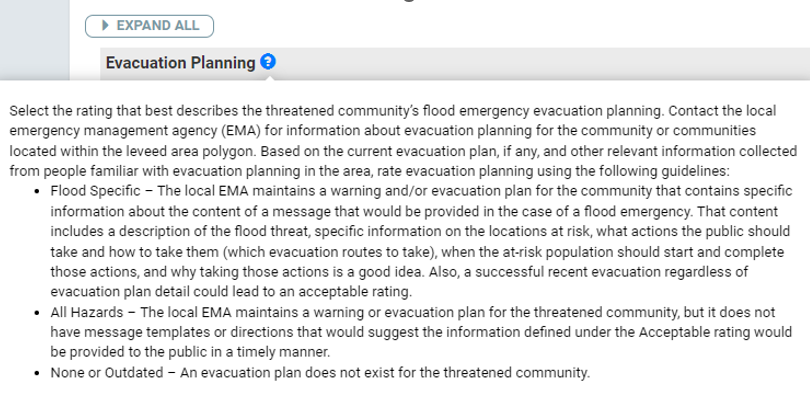 EXPAND ALL
Evacuation Planning ?
Select the rating that best describes the threatened community's flood emergency evacuation planning. Contact the local
emergency management agency (EMA) for information about evacuation planning for the community or communities
located within the leveed area polygon. Based on the current evacuation plan, if any, and other relevant information collected
from people familiar with evacuation planning in the area, rate evacuation planning using the following guidelines:
• Flood Specific – The local EMA maintains a warning and/or evacuation plan for the community that contains specific
information about the content of a message that would be provided in the case of a flood emergency. That content
includes a description of the flood threat, specific information on the locations at risk, what actions the public should
take and how to take them (which evacuation routes to take), when the at-risk population should start and complete
those actions, and why taking those actions is a good idea. Also, a successful recent evacuation regardless of
evacuation plan detail could lead to an acceptable rating.
• All Hazards – The local EMA maintains a warning or evacuation plan for the threatened community, but it does not
have message templates or directions that would suggest the information defined under the Acceptable rating would
be provided to the public in a timely manner.
• None or Outdated – An evacuation plan does not exist for the threatened community.